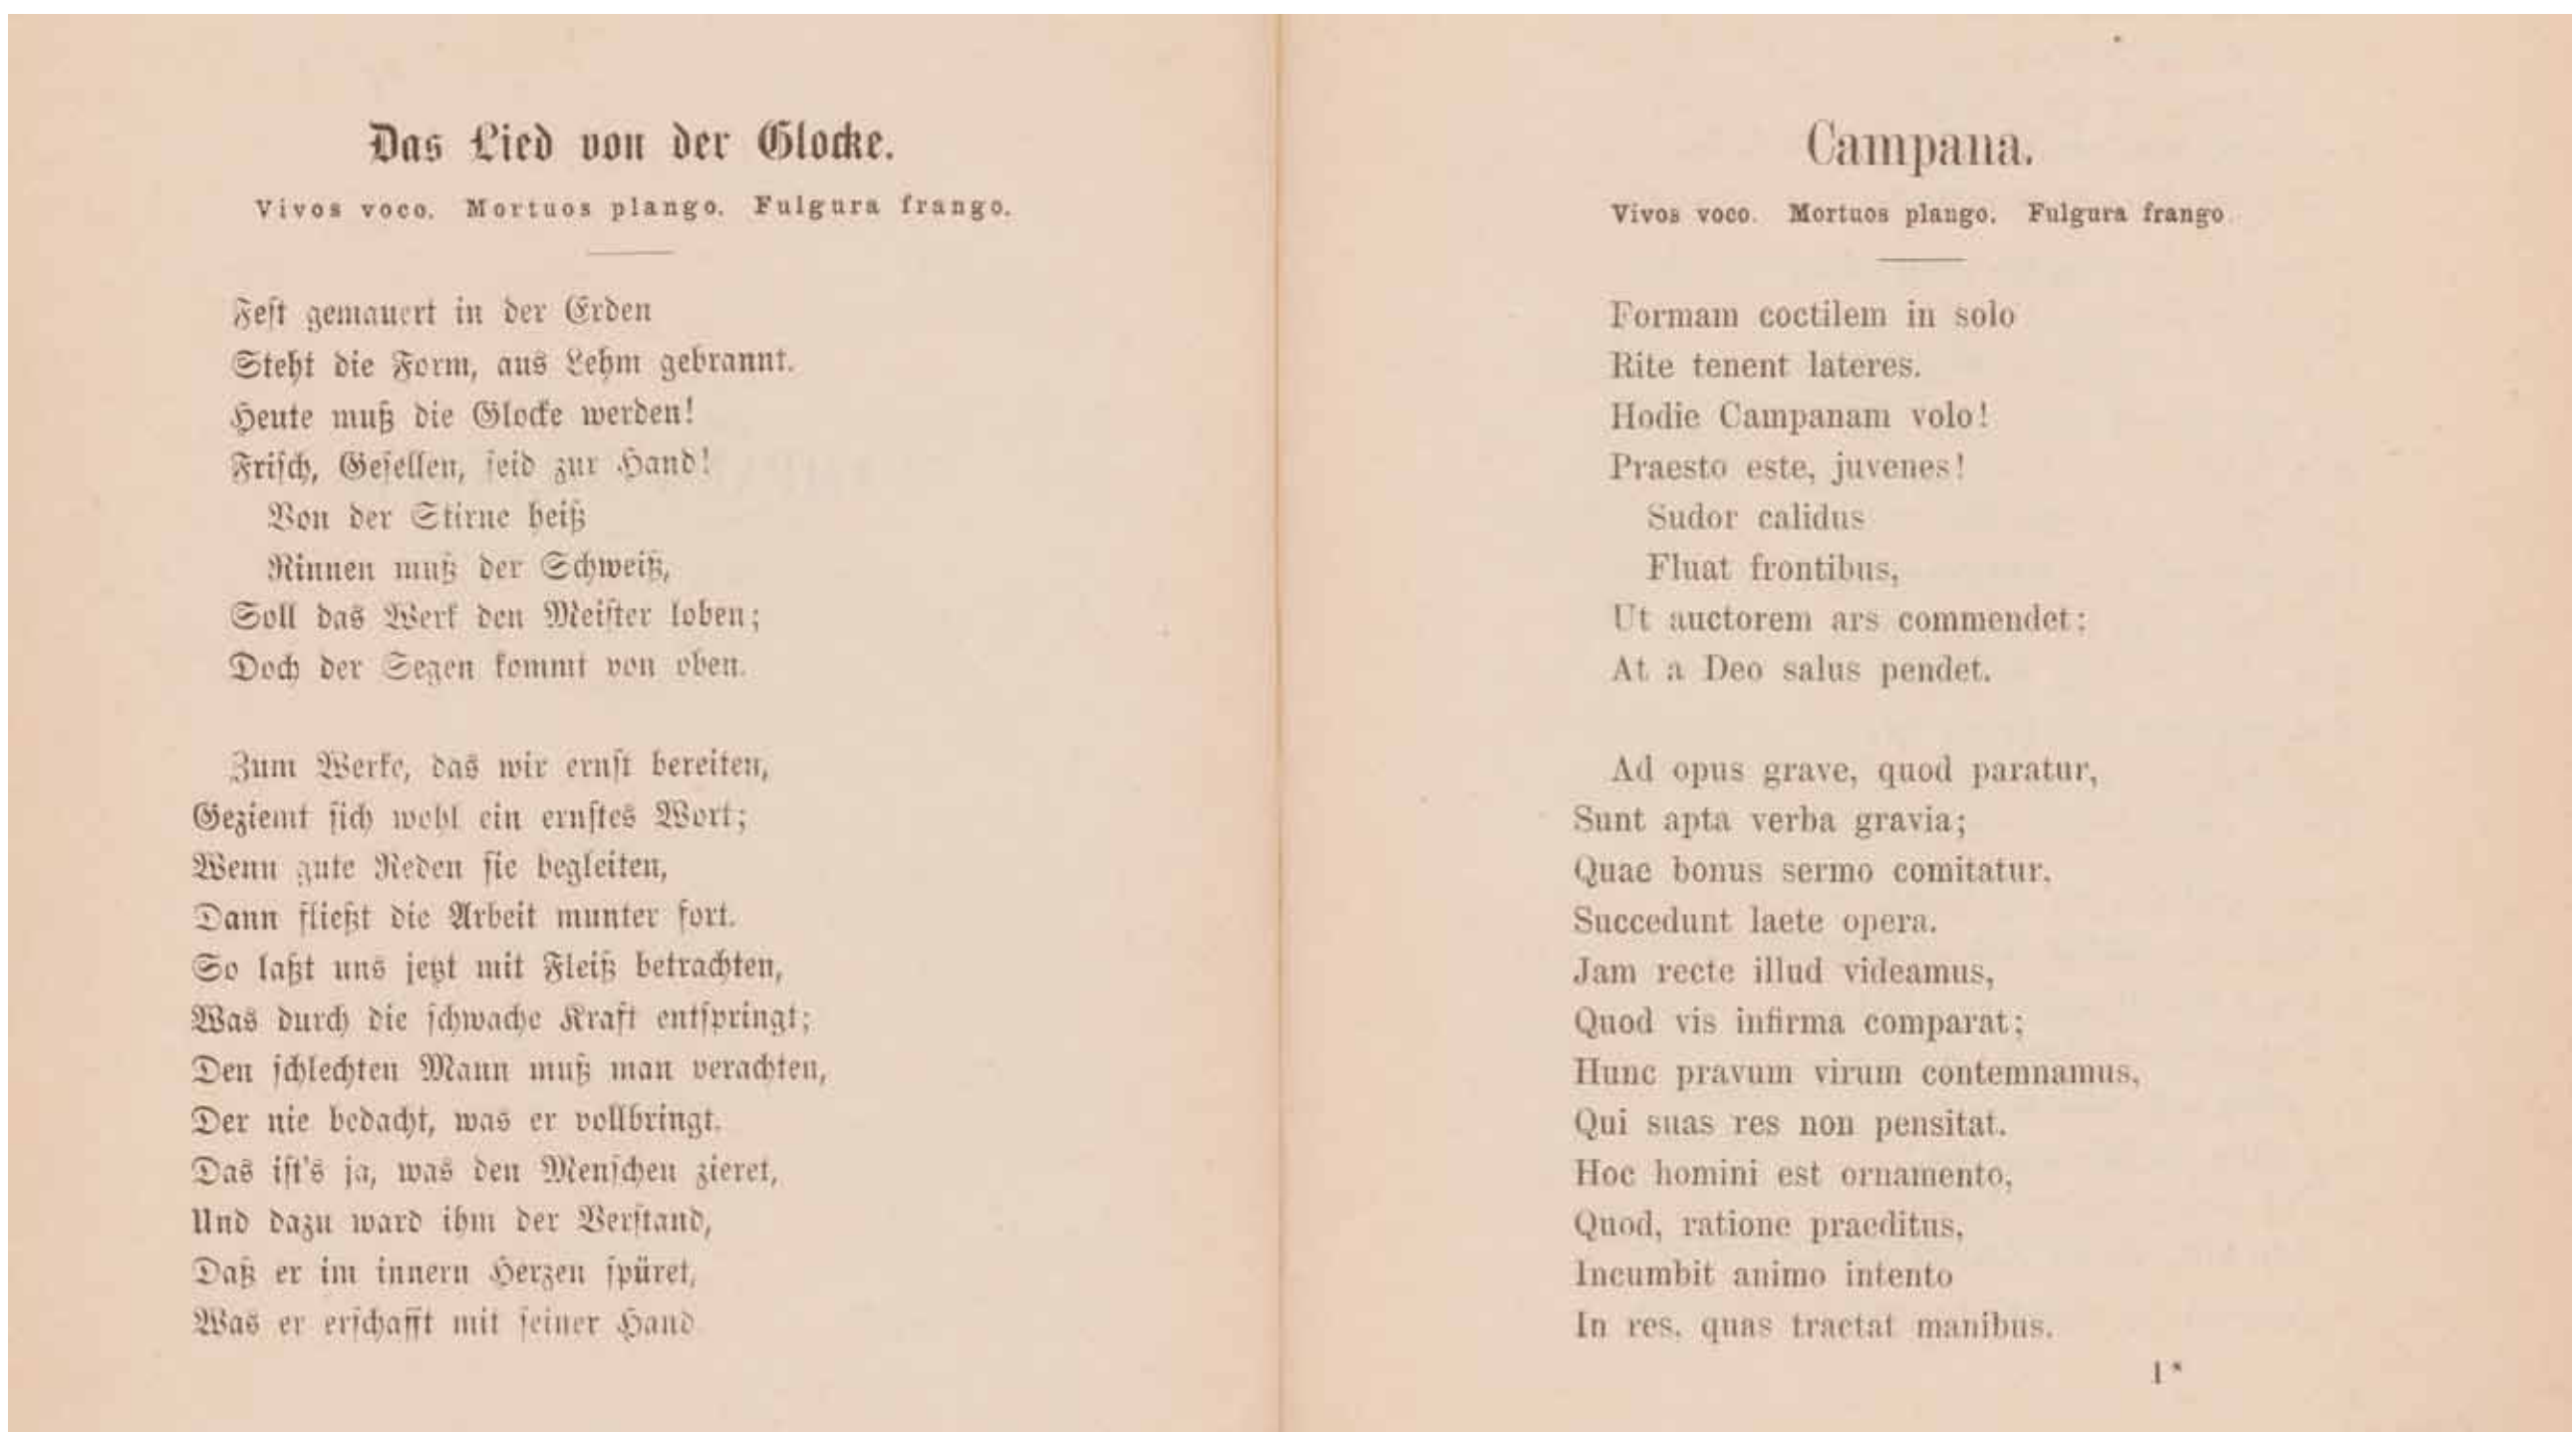 Das Lied von der Glocke.
Vivos voco. Mortuos plango. Fulgura frango.
Fest gemauert in der Erden
Steht die Form, aus Lehm gebrannt.
Heute muß die Glocke werden!
Frisch, Gesellen, seid zur Hand!
Von der Stirne heiß
Rinnen muß der Schweiß,
Soll das Werk den Meister loben;
Doch der Segen kommt von oben.
Zum Werke, das wir ernst bereiten,
Geziemt sich wohl ein ernstes Wort;
Wenn gute Reden sie begleiten,
Dann fließt die Arbeit munter fort.
So laßt uns jetzt mit Fleiß betrachten,
Was durch die schwache Kraft entspringt;
Den schlechten Mann muß man verachten,
Der nie bedacht, was er vollbringt.
Das ist's ja, was den Menschen zieret,
Und dazu ward ihm der Verstand,
Daß er im innern Herzen spüret,
Was er erschafft mit seiner Hand
Campana.
Vivos voco. Mortuos plango. Fulgura frango.
Formam coctilem in solo
Rite tenent lateres.
Hodie Campanam volo!
Praesto este, juvenes!
Sudor calidus
Fluat frontibus,
Ut auctorem ars commendet;
At a Deo salus pendet.
Ad opus grave, quod paratur,
Sunt apta verba gravia;
Quae bonus sermo comitatur,
Succedunt laete opera.
Jam recte illud videamus,
Quod vis infirma comparat;
Hunc pravum virum contemnamus,
Qui suas res non pensitat.
Hoc homini est ornamento,
Quod, ratione praeditus,
Incumbit animo intento
In res, quas tractat manibus.
1*